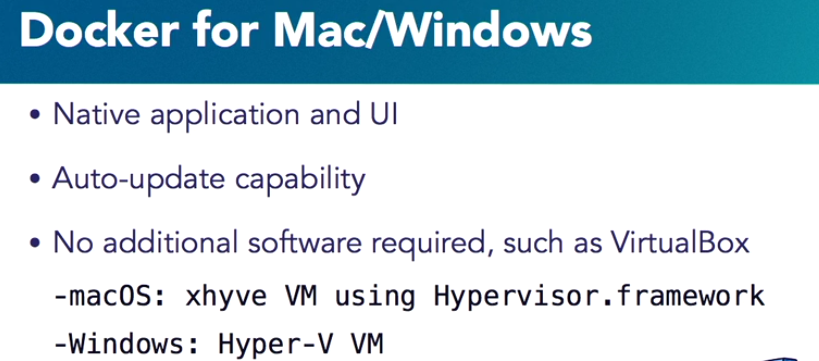 Docker for Mac/Windows
• Native application and UI
• Auto-update capability
• No additional software required, such as VirtualBox
-macOS: xhyve VM using Hypervisor.framework
-Windows: Hyper-V VM